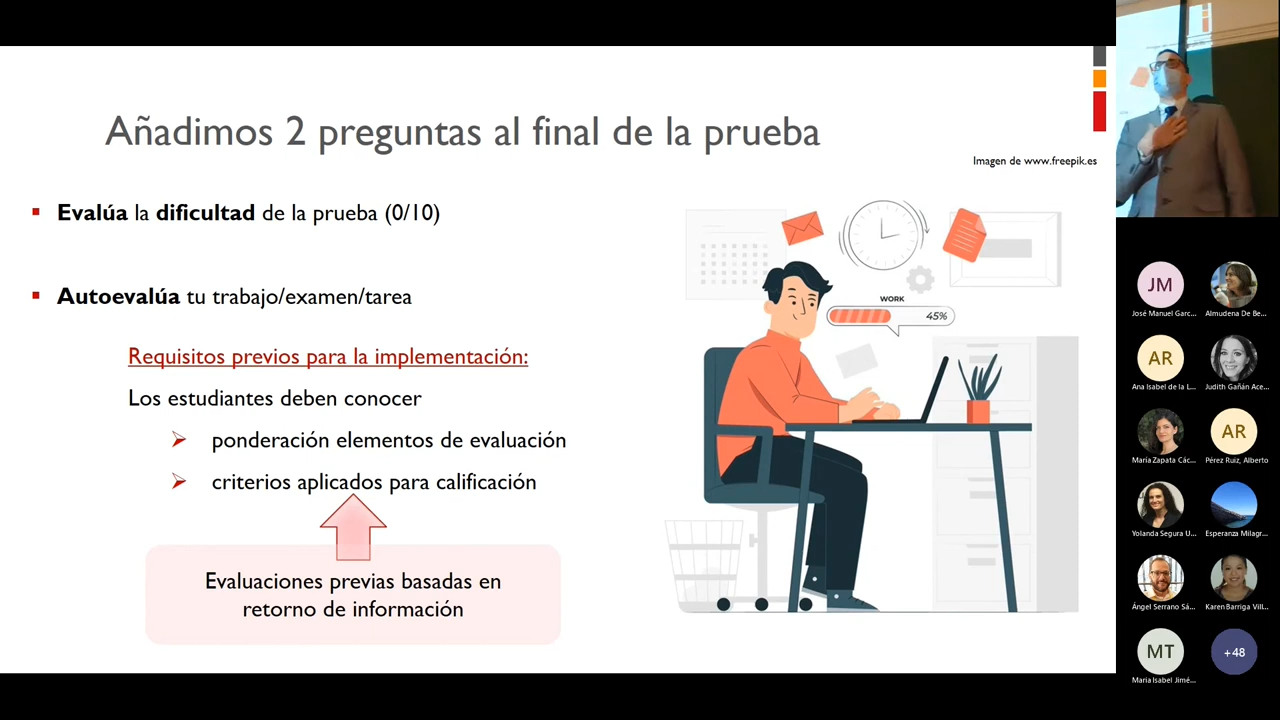 Añadimos 2 preguntas al final de la prueba
Imagen de www.freepik.es
Evalúa la dificultad de la prueba (0/10)
Autoevalúa tu trabajo/examen/tarea
Requisitos previos para la implementación:
Los estudiantes deben conocer
ponderación elementos de evaluación
criterios aplicados para calificación
Evaluaciones previas basadas en
retorno de información
WORK
45%
JM
José Manuel Garc...
Almudena De Be...
AR
Ana Isabel de la L...
Judith Gañán Ace...
María Zapata Các...
AR
Pérez Ruiz, Alberto
Yolanda Segura U...
Esperanza Milagr...
Ángel Serrano Sá...
Karen Barriga Vill...
MT
Maria Isabel Jimé...
+48